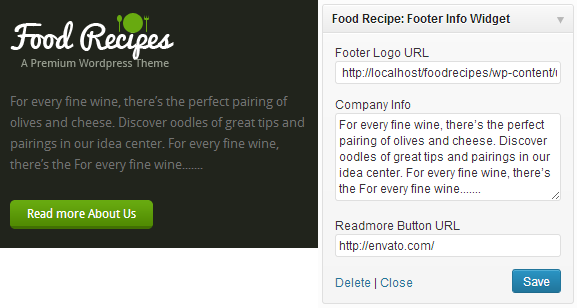 Food Recipes
A Premium Wordpress Theme
For every fine wine, there's the perfect pairing of
olives and cheese. Discover oodles of great tips and
pairings in our idea center. For every fine wine,
there's the For every fine wine.......
Read more About Us
Food Recipe: Footer Info Widget
Footer Logo URL
http://localhost/foodrecipes/wp-content/
Company Info
For every fine wine, there's the perfect
pairing of olives and cheese. Discover
oodles of great tips and pairings in our
idea center. For every fine wine, there's
the For every fine wine.......
Readmore Button URL
http://envato.com/
Delete | Close
Save